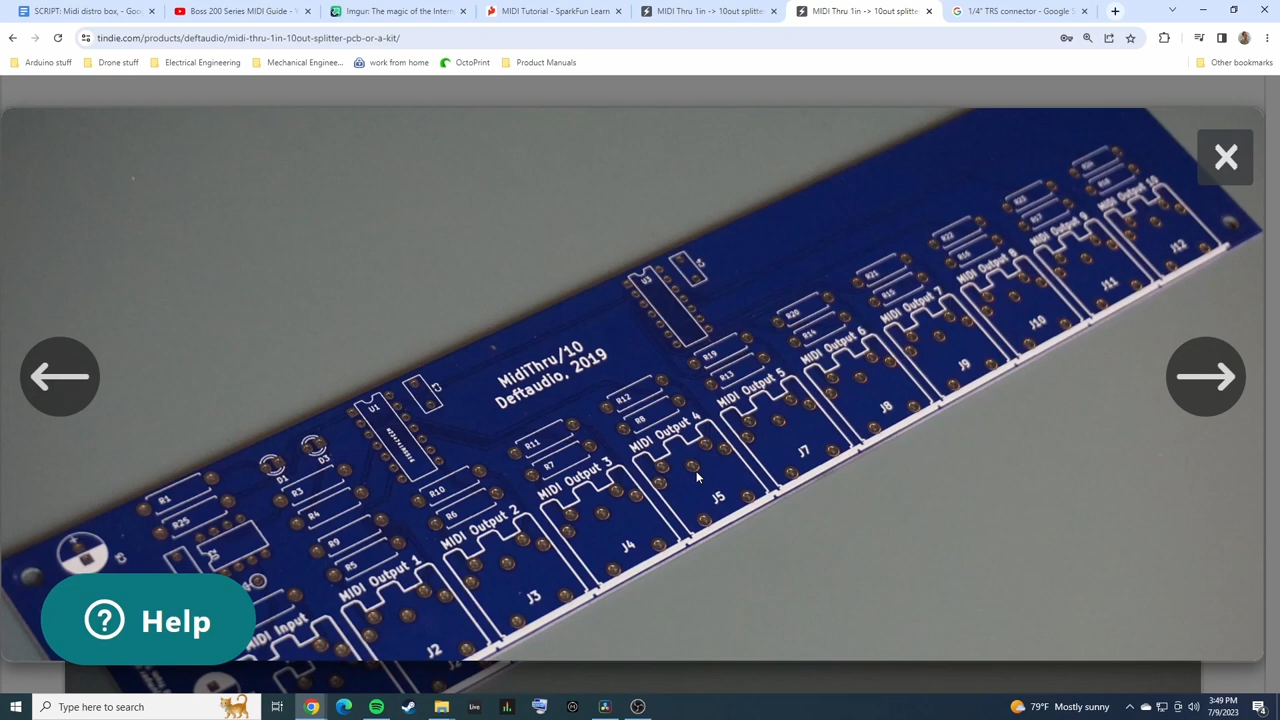 SCRIPT: Midi distro box, - Goo
Boss 200 Series MIDI Guide -
Imgur: The magic of the Intern
MIDI Tutorial - SparkFun Learn
MIDI Thru 1in -> 10out splitter
MIDI Thru 1in -> 10out splitter
1/4" TRS connector - Google S
tindie.com/products/deftaudio/midi-thru-1in-10out-splitter-pcb-or-a-kit/
Arduino stuff
Drone stuff
Electrical Engineering
Mechanical Enginee...
work from home
OctoPrint
Product Manuals
Other bookmarks
MidiThru/10
Deftaudio, 2019
U1
U3
D1
D3
R1
R25
R3
R4
R9
R5
R10
R6
R11
R7
R12
R8
R19
R13
R20
R14
R21
R15
R22
R16
R17
MIDI Input
MIDI Output 1
MIDI Output 2
MIDI Output 3
MIDI Output 4
MIDI Output 5
MIDI Output 6
MIDI Output 7
MIDI Output 8
MIDI Output 9
MIDI Output 10
J2
J3
J4
J5
J7
J8
J9
J10
J11
J12
? Help
Type here to search
Live
79°F Mostly sunny
3:49 PM
7/9/2023
4